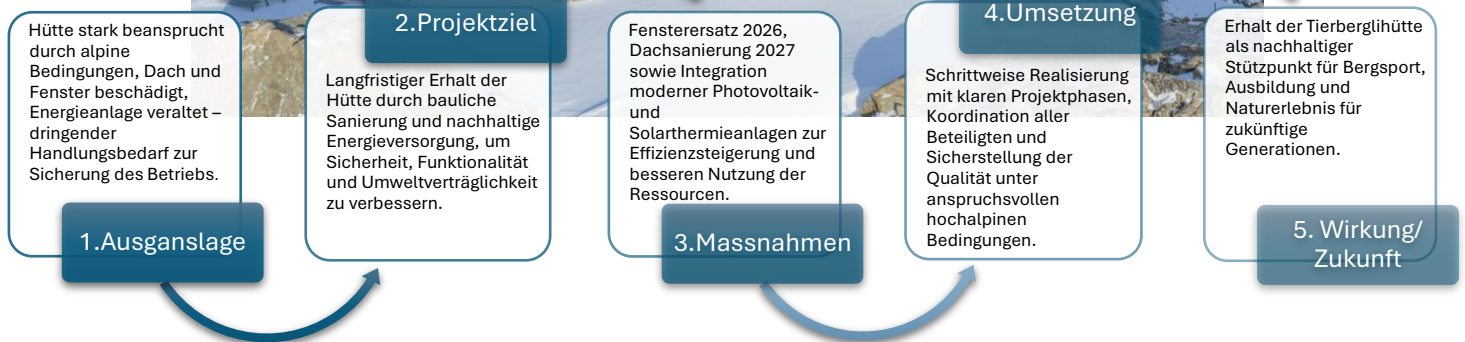 Hütte stark beansprucht
durch alpine
Bedingungen, Dach und
Fenster beschädigt,
Energieanlage veraltet –
dringender
Handlungsbedarf zur
Sicherung des Betriebs.
1.Ausganslage
2.Projektziel
Langfristiger Erhalt der
Hütte durch bauliche
Sanierung und nachhaltige
Energieversorgung, um
Sicherheit, Funktionalität
und Umweltverträglichkeit
zu verbessern.
Fensterersatz 2026,
Dachsanierung 2027
sowie Integration
moderner Photovoltaik-
und
Solarthermieanlagen zur
Effizienzsteigerung und
besseren Nutzung der
Ressourcen.
3.Massnahmen
4.Umsetzung
Schrittweise Realisierung
mit klaren Projektphasen,
Koordination aller
Beteiligten und
Sicherstellung der
Qualität unter
anspruchsvollen
hochalpinen
Bedingungen.
Erhalt der Tierberglihütte
als nachhaltiger
Stützpunkt für Bergsport,
Ausbildung und
Naturerlebnis für
zukünftige
Generationen.
5. Wirkung/
Zukunft